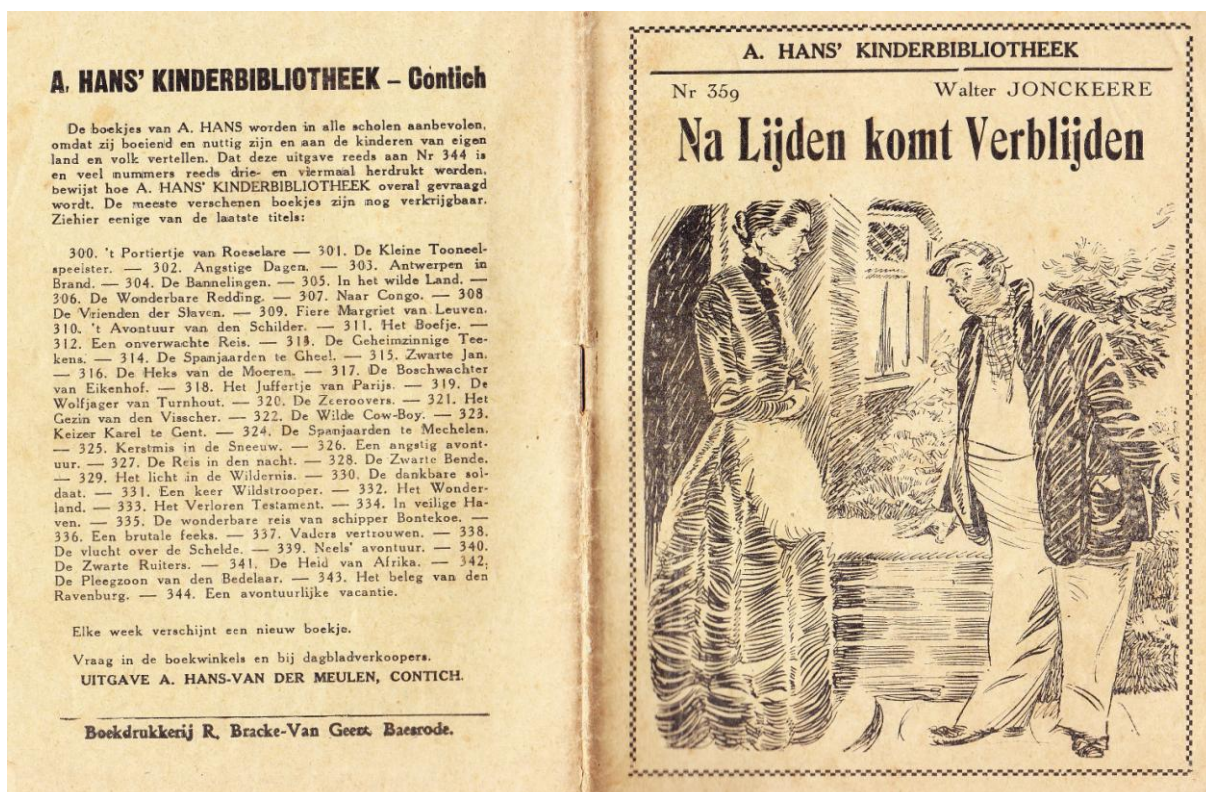 A. HANS' KINDERBIBLIOTHEEK – Contich
De boekjes van A. HANS worden in alle scholen aanbevolen,
omdat zij boeiend en nuttig zijn en aan de kinderen van eigen
land en volk vertellen. Dat deze uitgave reeds aan Nr 344 is
en veel nummers reeds drie- en viermaal herdrukt werden,
bewijst hoe A. HANS' KINDERBIBLIOTHEEK overal gevraagd
wordt. De meeste verschenen boekjes zijn nog verkrijgbaar.
Ziehier eenige van de laatste titels:
300. 't Portiertje van Roeselare — 301. De Kleine Tooneel-
speelster. — 302. Angstige Dagen. — 303. Antwerpen in
Brand. — 304. De Bannelingen. — 305. In het wilde Land. —
306. De Wonderbare Redding. — 307. Naar Congo. — 308
De Vrienden der Slaven. — 309. Fiere Margriet van Leuven.
310. 't Avontuur van den Schilder. — 311. Het Boefje. —
312. Een onverwachte Reis. — 313. De Geheimzinnige Tee-
kens. — 314. De Spanjaarden te Gheel. — 315. Zwarte Jan.
— 316. De Heks van de Moeren. — 317. De Boschwachter
van Eikenhof. — 318. Het Juffertje van Parijs. — 319. De
Wolfjager van Turnhout. — 320. De Zeeroovers. — 321. Het
Gezin van den Visscher. — 322. De Wilde Cow-Boy. — 323.
Keizer Karel te Gent. — 324. De Spanjaarden te Mechelen.
— 325. Kerstmis in de Sneeuw. — 326. Een angstig avont-
uur. — 327. De Reis in den nacht. — 328. De Zwarte Bende.
— 329. Het licht in de Wildernis. — 330. De dankbare sol-
daat. — 331. Een keer Wildstrooper. — 332. Het Wonder-
land. — 333. Het Verloren Testament. — 334. In veilige Ha-
ven. — 335. De wonderbare reis van schipper Bontekoe. —
336. Een brutale feeks. — 337. Vaders vertrouwen. — 338.
De vlucht over de Schelde. — 339. Neels' avontuur. — 340.
De Zwarte Ruiters. — 341. De Heid van Afrika. — 342.
De Pleegzoon van den Bedelaar. — 343. Het beleg van den
Ravenburg. — 344. Een avontuurlijke vacantie.
Elke week verschijnt een nieuw boekje.
Vraag in de boekwinkels en bij dagbladverkoopers.
UITGAVE A. HANS-VAN DER MEULEN, CONTICH.
Boekdrukkerij R. Bracke-Van Geert, Baesrode.
A. HANS' KINDERBIBLIOTHEEK
Nr 359 Walter JONCKEERE
Na Lijden komt Verblijden